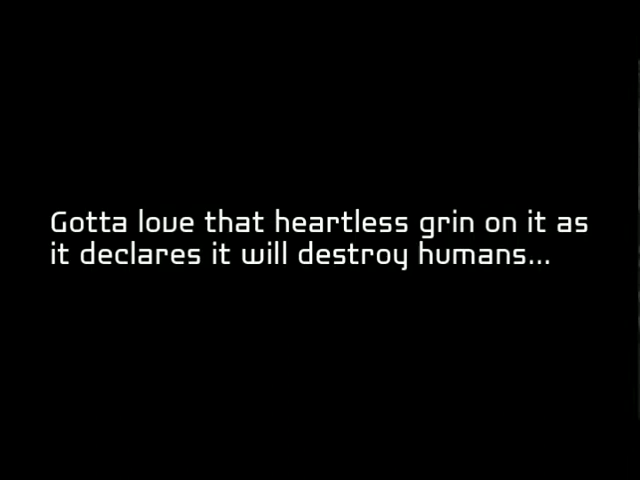 Gotta love that heartless grin on it as
it declares it will destroy humans...